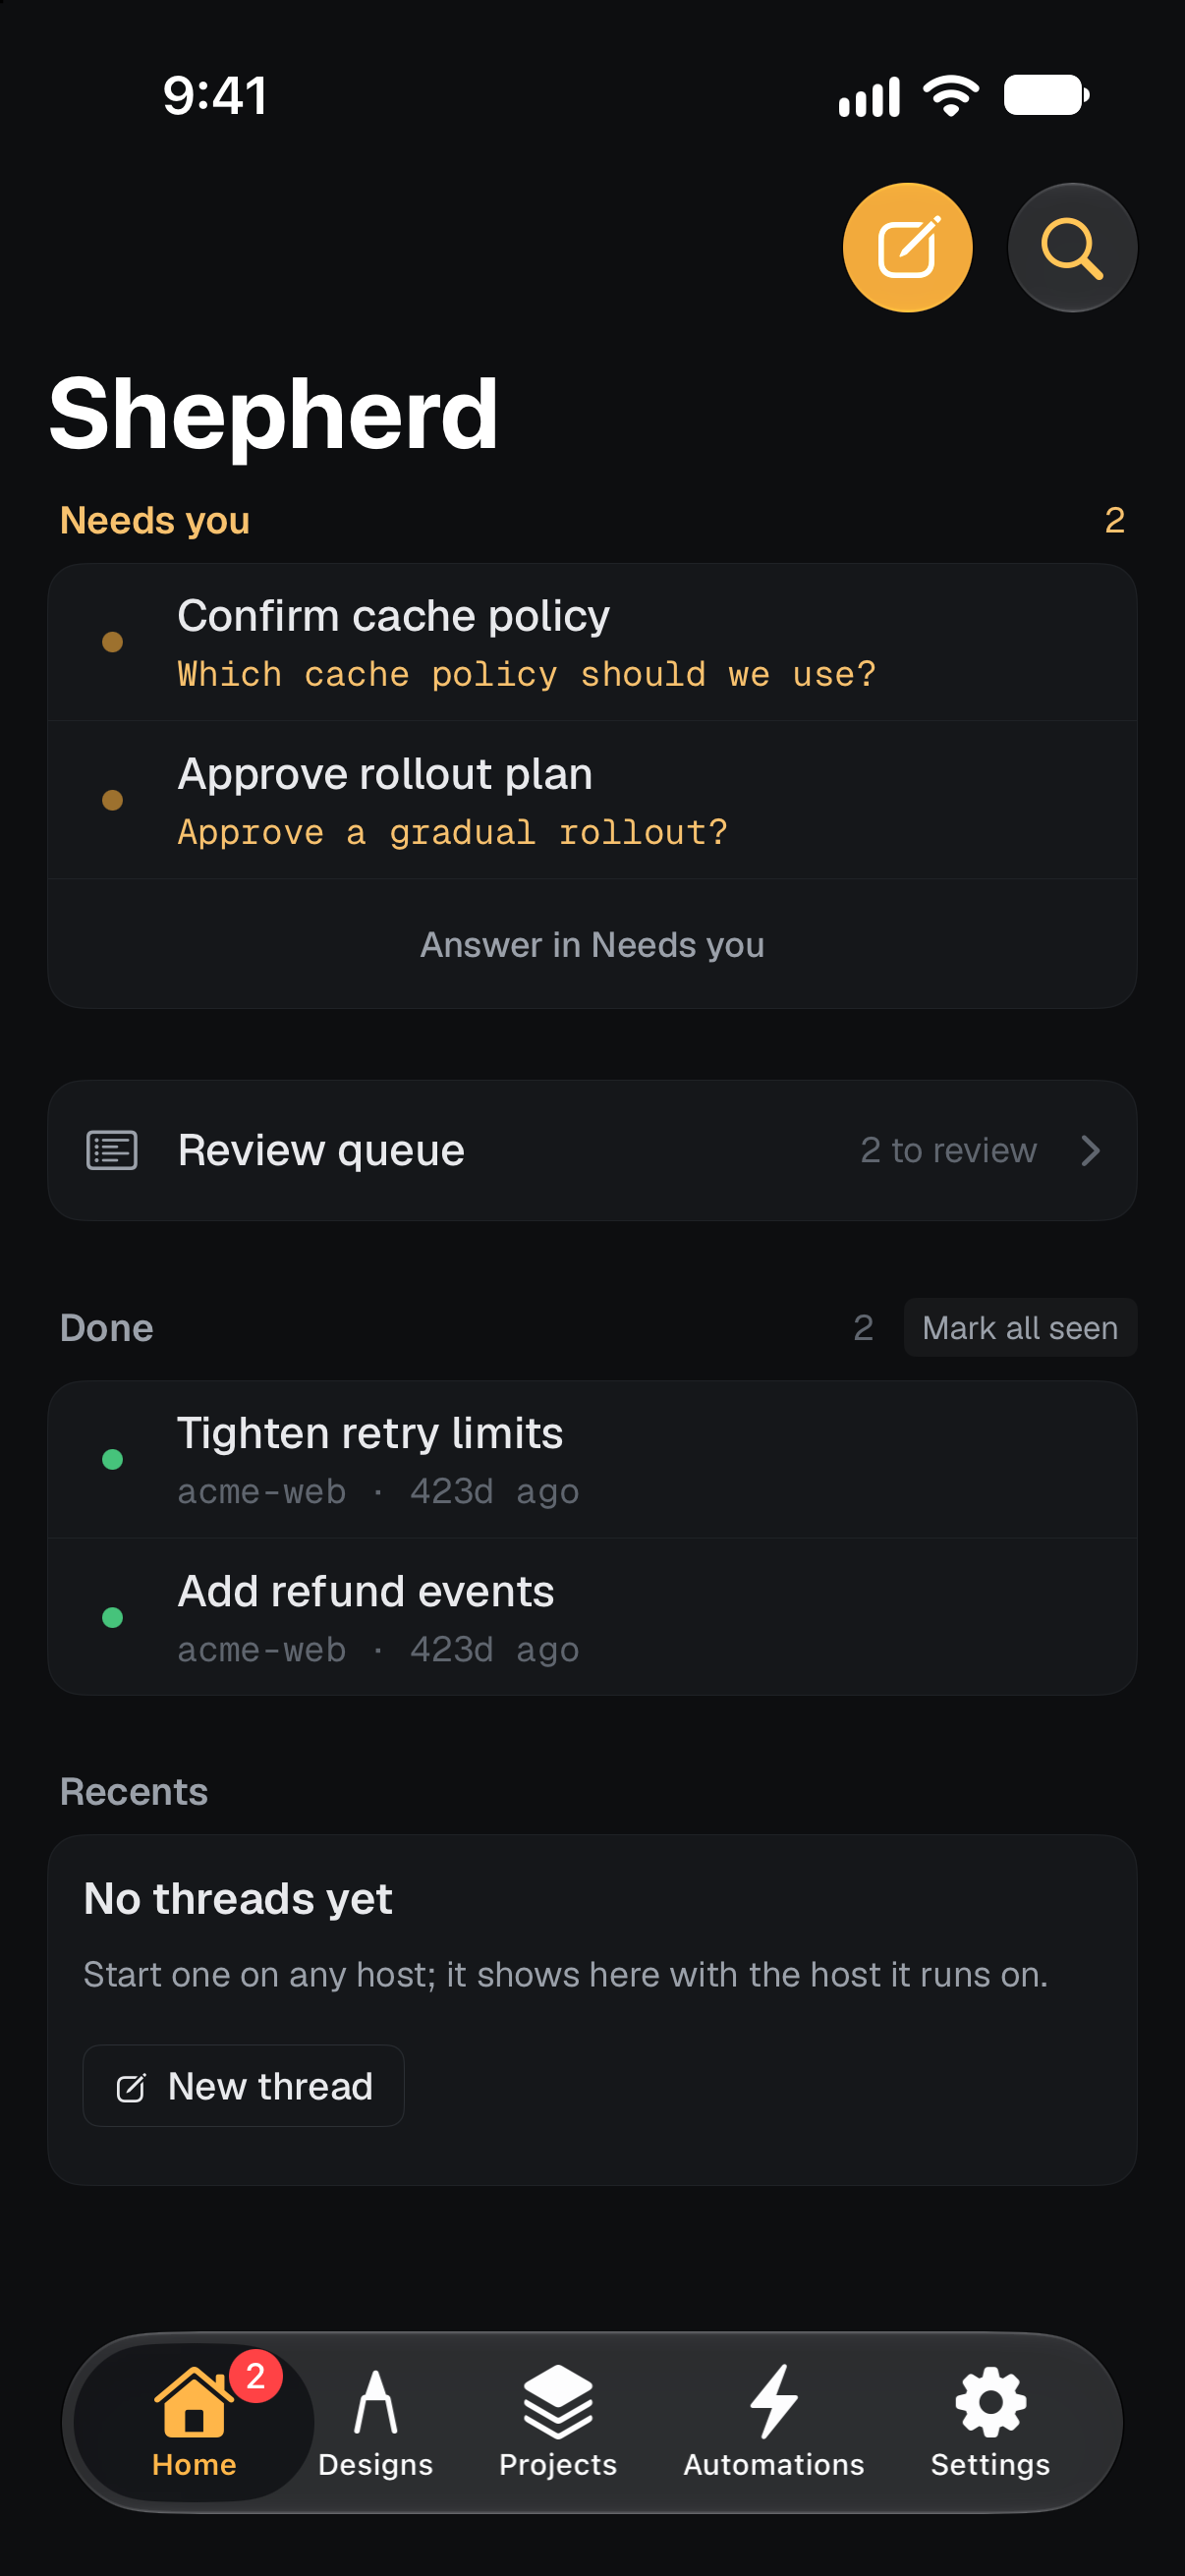 9:41
Shepherd
Needs you 2
Confirm cache policy
Which cache policy should we use?
Approve rollout plan
Approve a gradual rollout?
Answer in Needs you
Review queue 2 to review
Done 2 Mark all seen
Tighten retry limits
acme-web · 423d ago
Add refund events
acme-web · 423d ago
Recents
No threads yet
Start one on any host; it shows here with the host it runs on.
New thread
2
Home Designs Projects Automations Settings